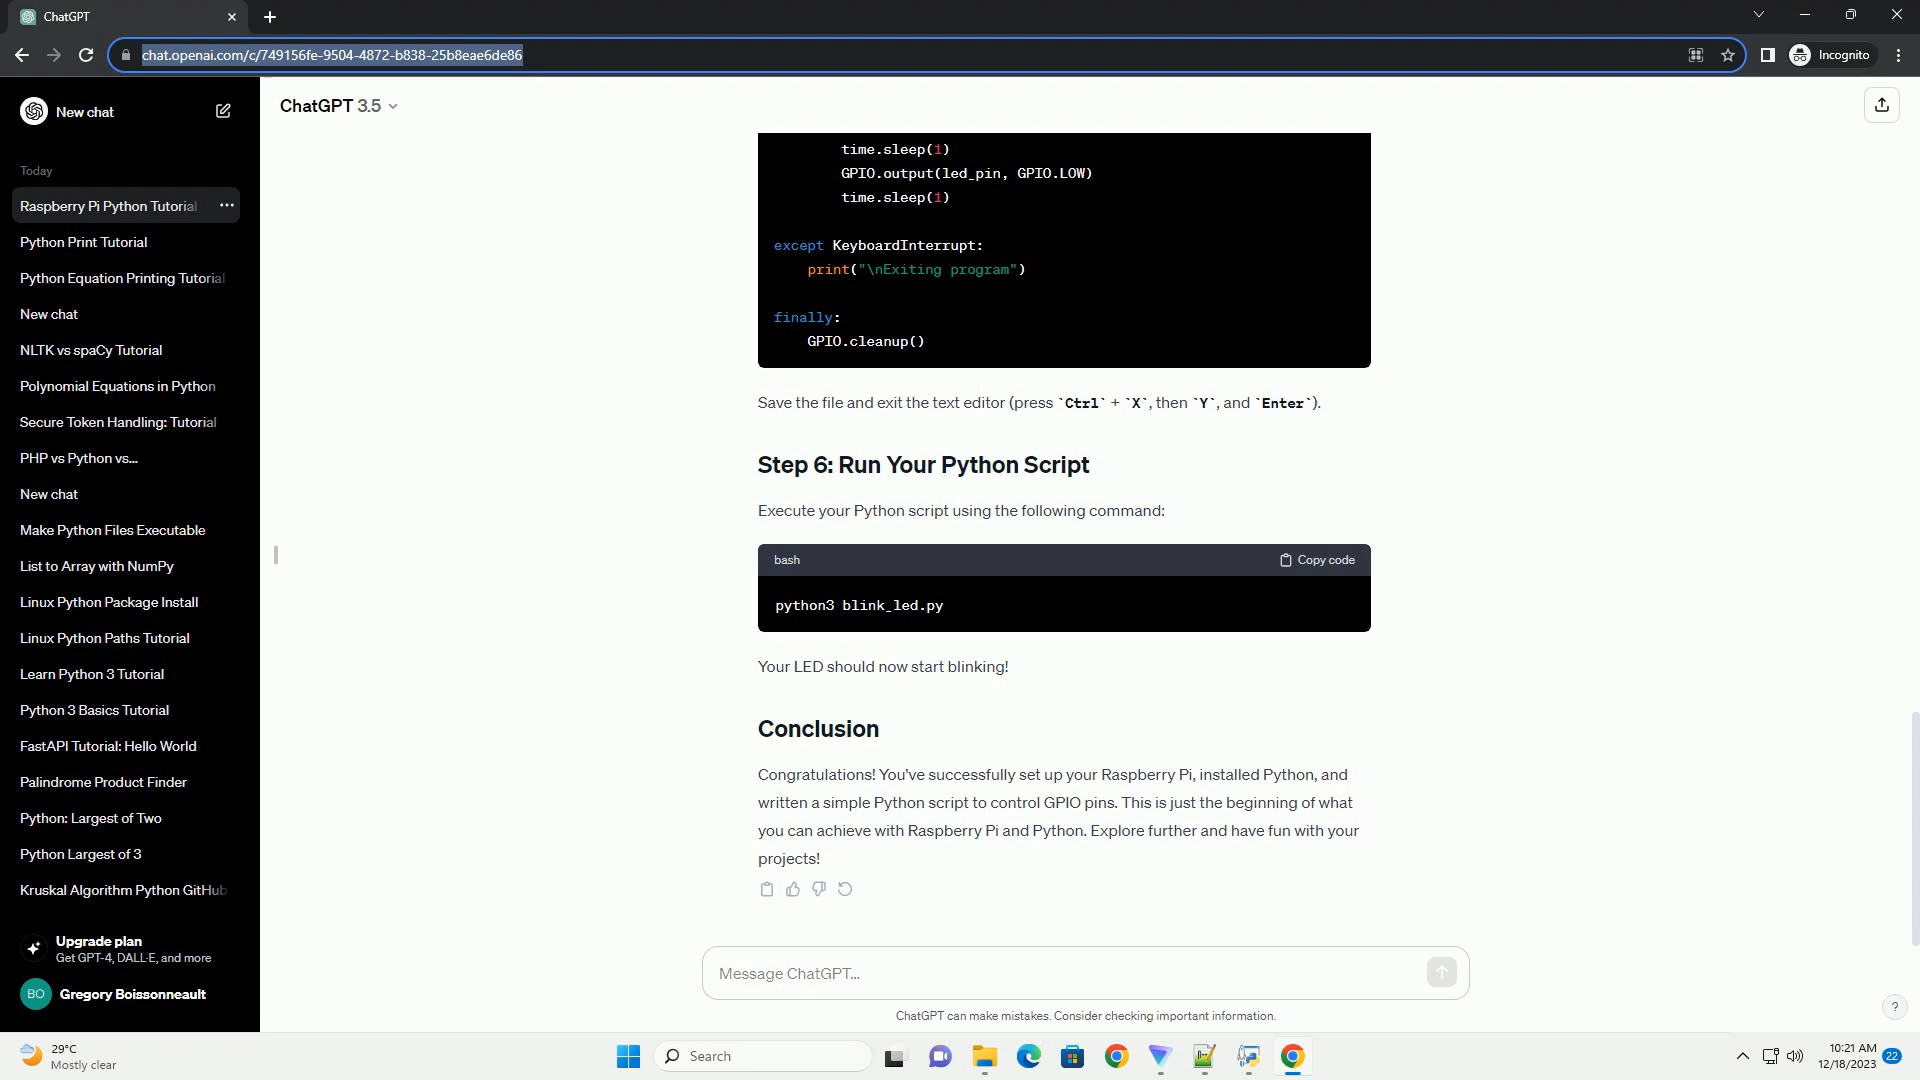 ChatGPT
chat.openai.com/c/749156fe-9504-4872-b838-25b8eae6de86
Incognito
New chat
Today
Raspberry Pi Python Tutorial
Python Print Tutorial
Python Equation Printing Tutorial
New chat
NLTK vs spaCy Tutorial
Polynomial Equations in Python
Secure Token Handling: Tutorial
PHP vs Python vs...
New chat
Make Python Files Executable
List to Array with NumPy
Linux Python Package Install
Linux Python Paths Tutorial
Learn Python 3 Tutorial
Python 3 Basics Tutorial
FastAPI Tutorial: Hello World
Palindrome Product Finder
Python: Largest of Two
Python Largest of 3
Kruskal Algorithm Python GitHub
Upgrade plan
Get GPT-4, DALL·E, and more
BO
Gregory Boissonneault
ChatGPT 3.5
time.sleep(1)
GPIO.output(led_pin, GPIO.LOW)
time.sleep(1)
except KeyboardInterrupt:
print("\nExiting program")
finally:
GPIO.cleanup()
Save the file and exit the text editor (press `Ctrl` + `X`, then `Y`, and `Enter`).
Step 6: Run Your Python Script
Execute your Python script using the following command:
bash
Copy code
python3 blink_led.py
Your LED should now start blinking!
Conclusion
Congratulations! You've successfully set up your Raspberry Pi, installed Python, and
written a simple Python script to control GPIO pins. This is just the beginning of what
you can achieve with Raspberry Pi and Python. Explore further and have fun with your
projects!
Message ChatGPT...
ChatGPT can make mistakes. Consider checking important information.
?
29°C
Mostly clear
Search
10:21 AM
12/18/2023
22